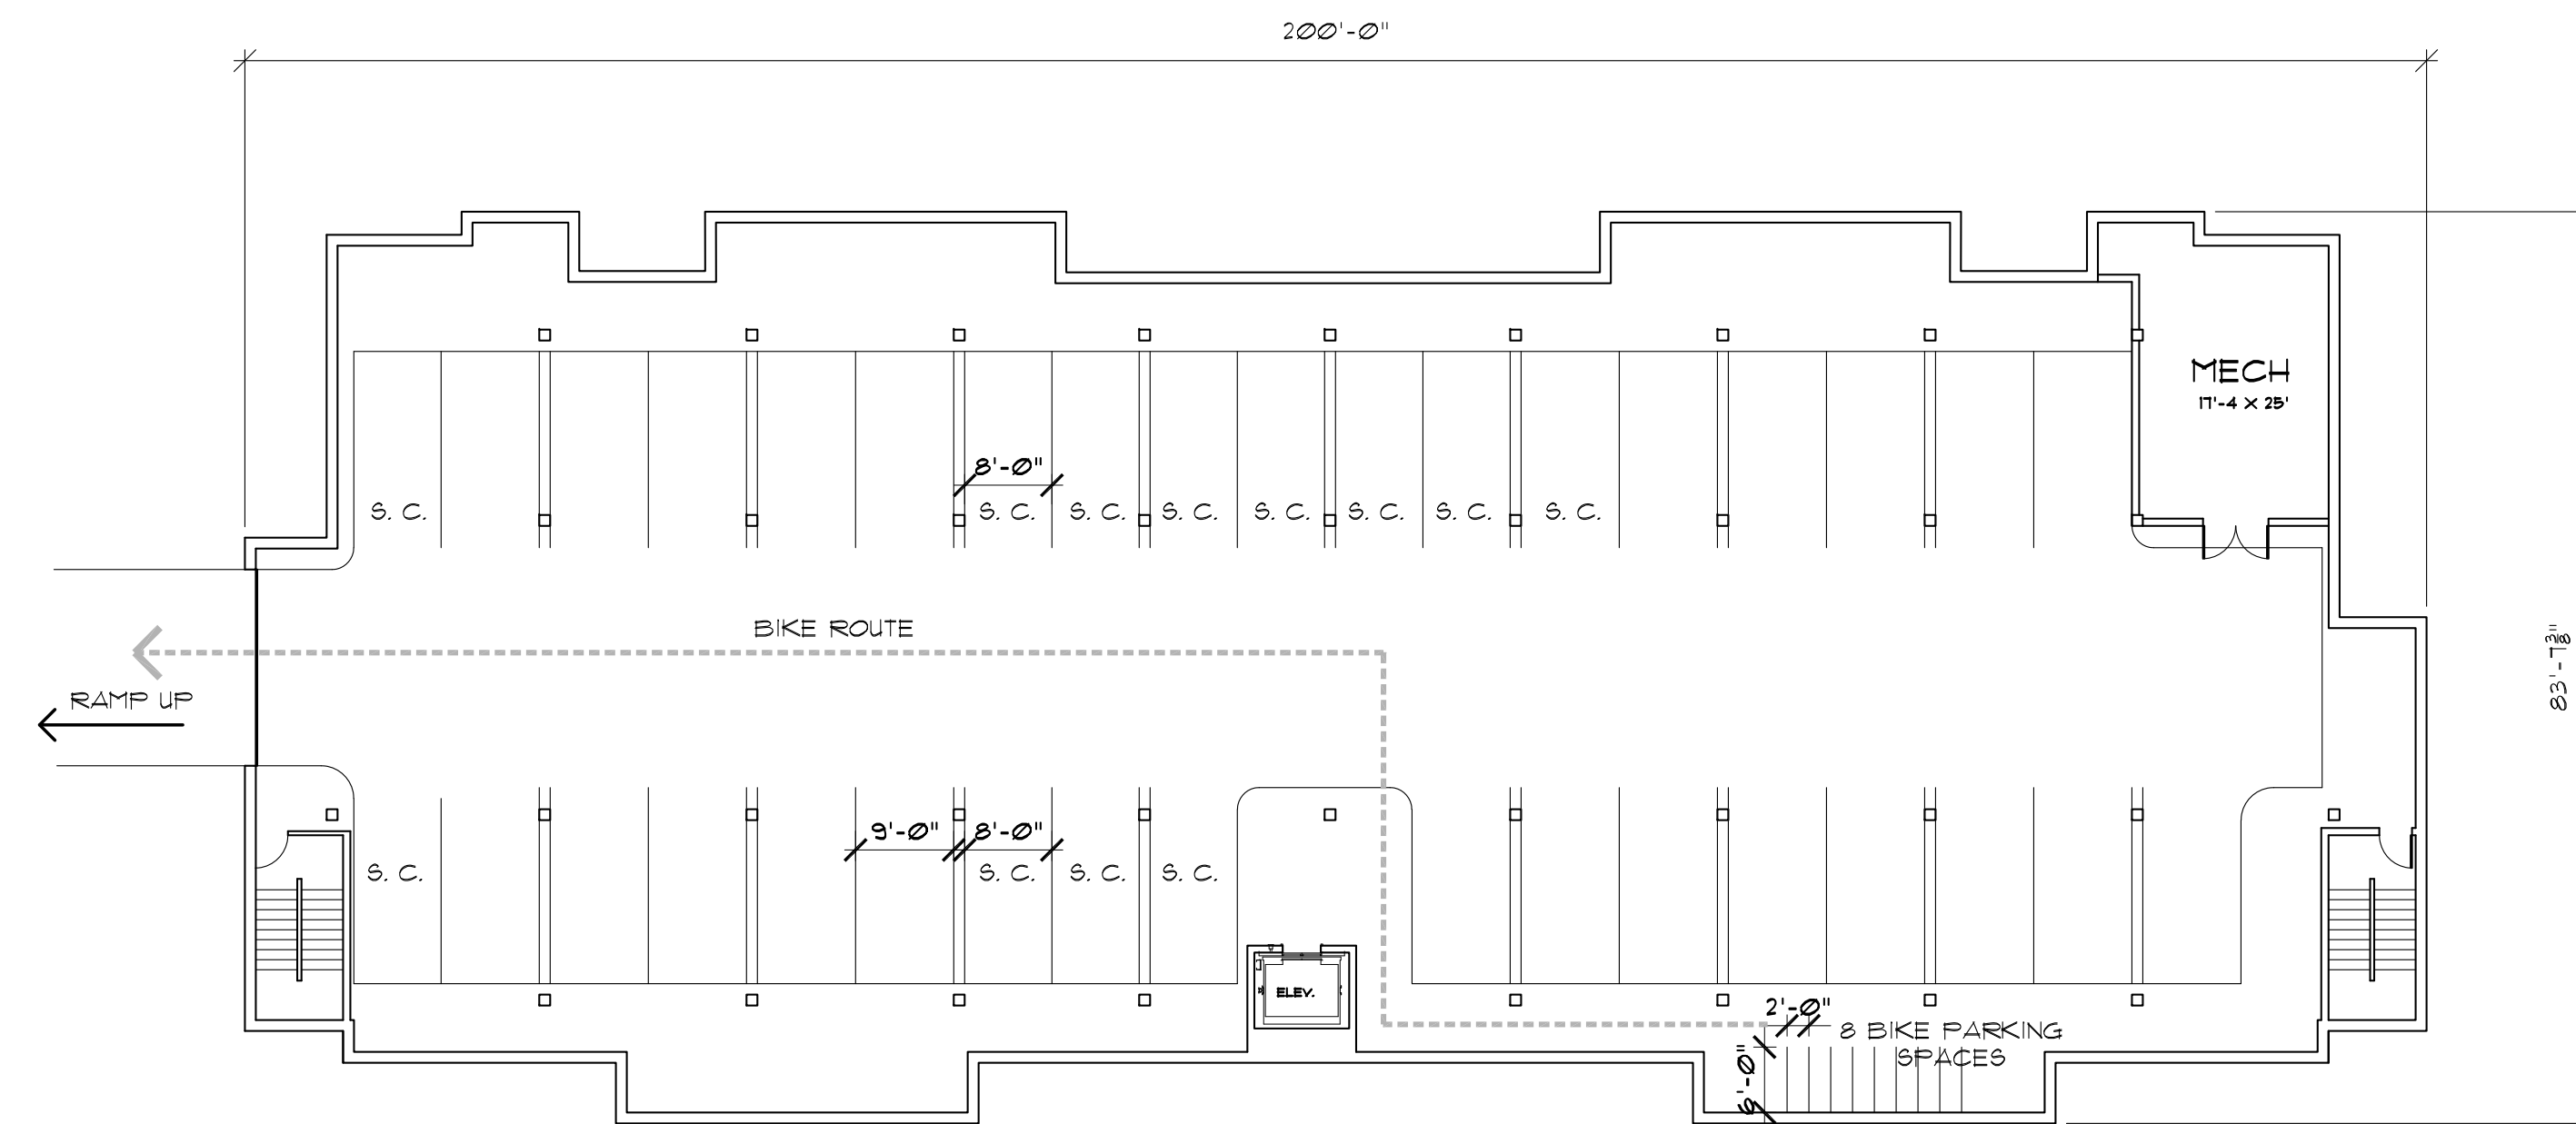 200'-0"
MECH
17'-4 X 25'
8'-0"
S. C.
S. C.
S. C.
S. C.
S. C.
S. C.
S. C.
S. C.
BIKE ROUTE
83'-7 3/8"
RAMP UP
9'-0"
8'-0"
S. C.
S. C.
S. C.
S. C.
ELEV.
2'-0"
8 BIKE PARKING
SPACES
6'-0"